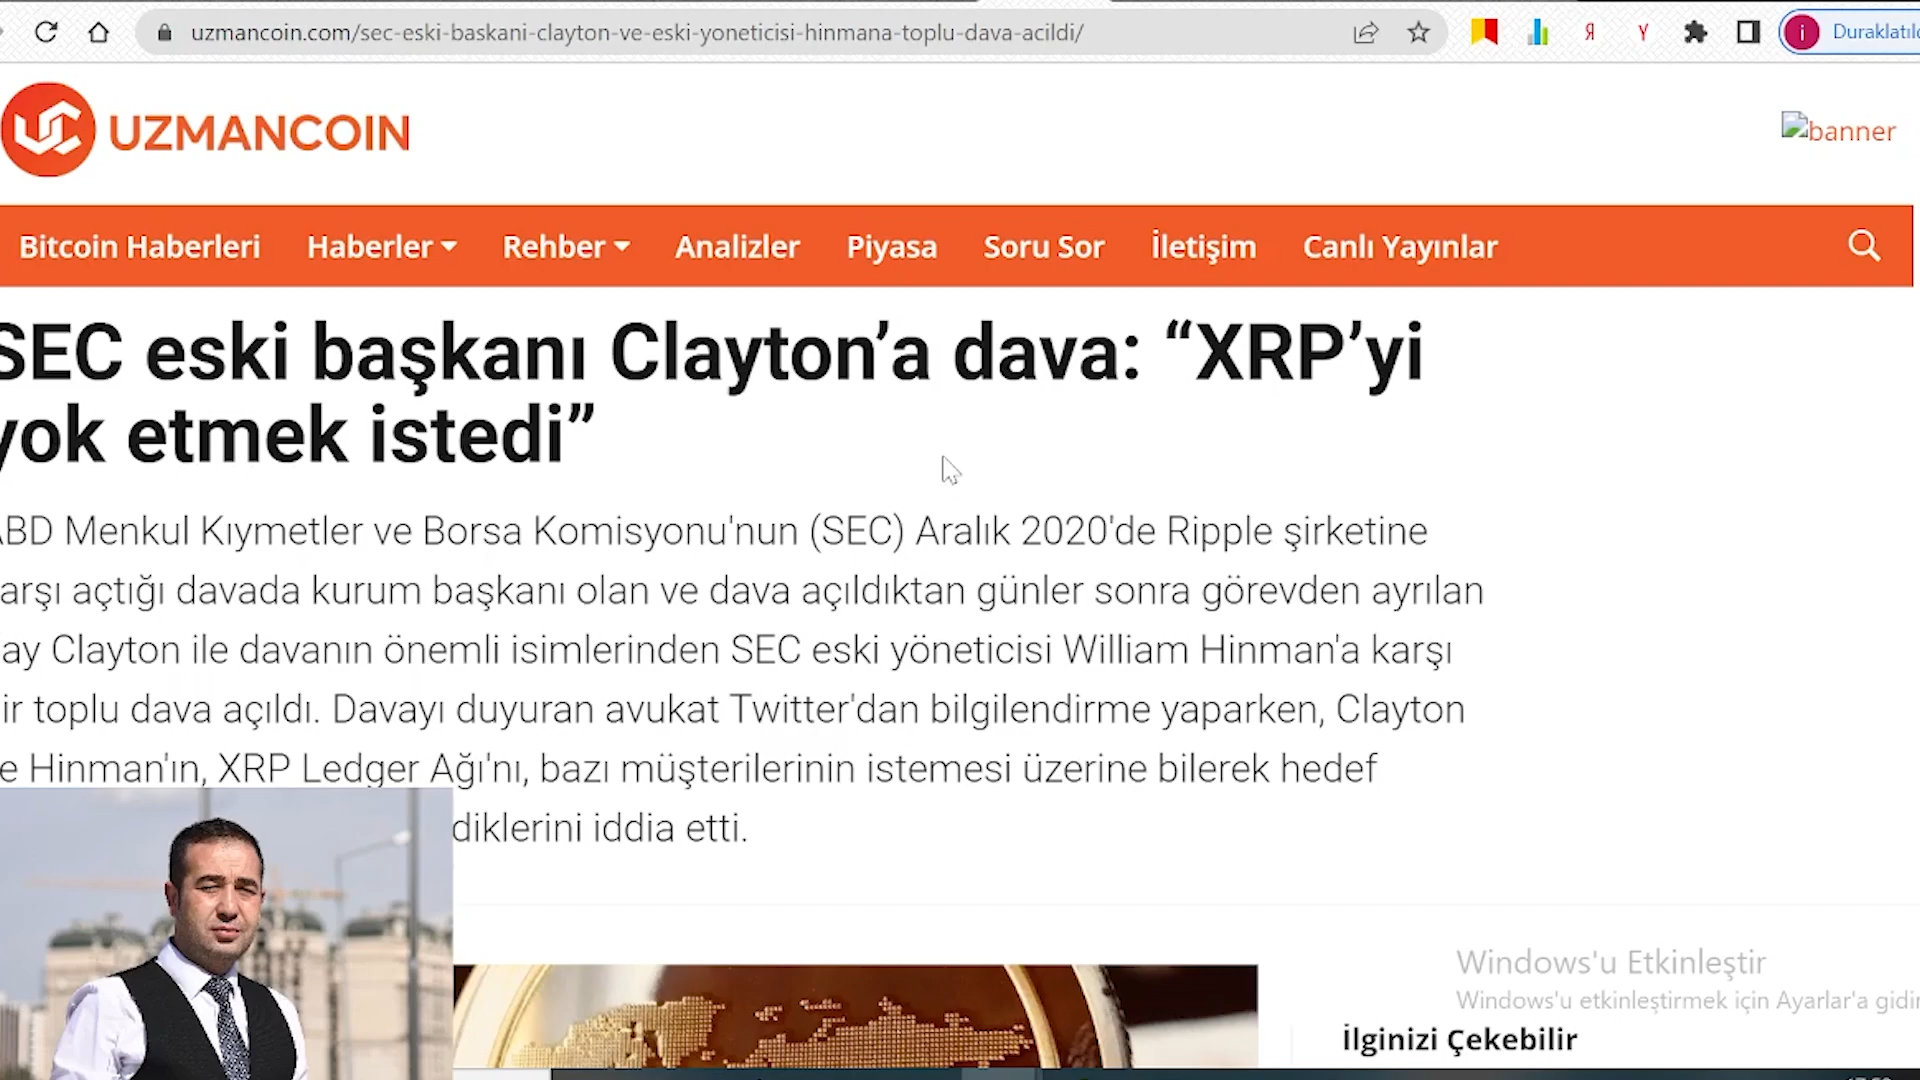 uzmancoin.com/sec-eski-baskani-clayton-ve-eski-yoneticisi-hinmana-toplu-dava-acildi/
Duraklatıl
UZMANCOIN
banner
Bitcoin Haberleri Haberler Rehber Analizler Piyasa Soru Sor İletişim Canlı Yayınlar
SEC eski başkanı Clayton’a dava: “XRP’yi
yok etmek istedi”
ABD Menkul Kıymetler ve Borsa Komisyonu'nun (SEC) Aralık 2020'de Ripple şirketine
arşı açtığı davada kurum başkanı olan ve dava açıldıktan günler sonra görevden ayrılan
ay Clayton ile davanın önemli isimlerinden SEC eski yöneticisi William Hinman'a karşı
ir toplu dava açıldı. Davayı duyuran avukat Twitter'dan bilgilendirme yaparken, Clayton
e Hinman'ın, XRP Ledger Ağı'nı, bazı müşterilerinin istemesi üzerine bilerek hedef
diklerini iddia etti.
Windows'u Etkinleştir
Windows'u etkinleştirmek için Ayarlar'a gidin
İlginizi Çekebilir